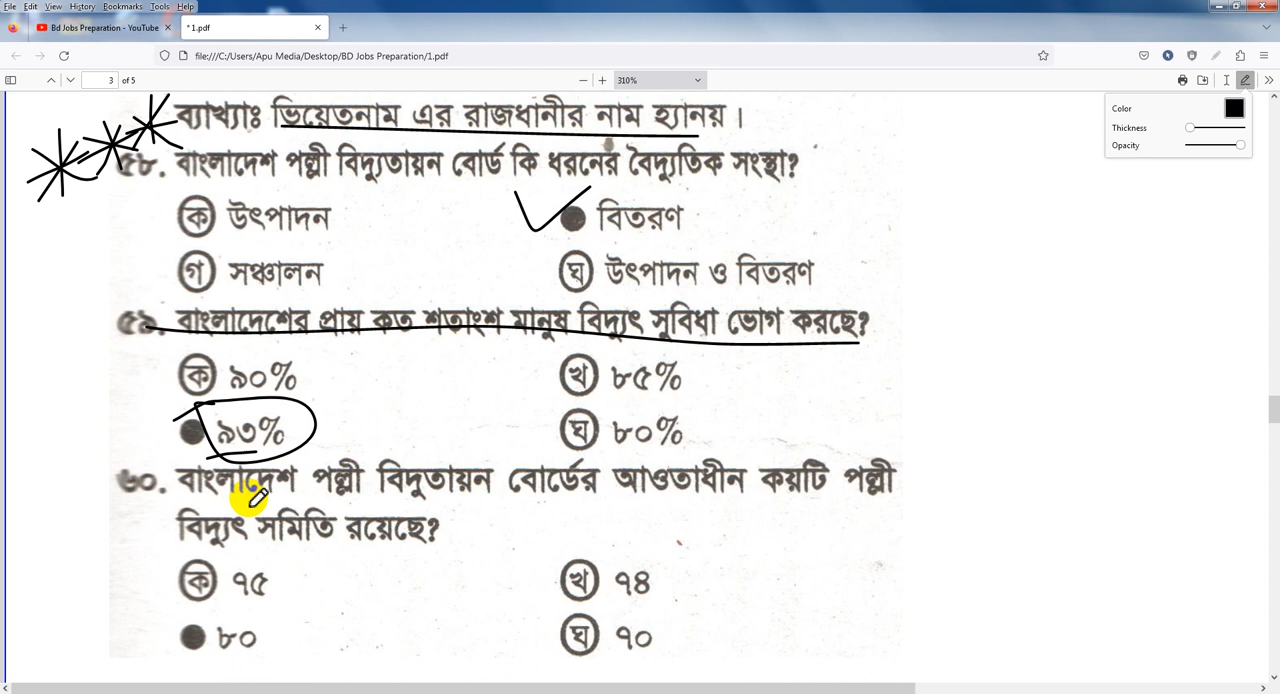 File Edit View History Bookmarks Tools Help
Bd Jobs Preparation - YouTube
* 1.pdf
file:///C:/Users/Apu Media/Desktop/BD Jobs Preparation/1.pdf
3 of 5
310%
Color
Thickness
Opacity
ব্যাখ্যাঃ ভিয়েতনাম এর রাজধানীর নাম হ্যানয়।
৫৮. বাংলাদেশ পল্লী বিদ্যুতায়ন বোর্ড কি ধরনের বৈদ্যুতিক সংস্থা?
ক উৎপাদন বিতরণ
গ সঞ্চালন ঘ উৎপাদন ও বিতরণ
৫৯. বাংলাদেশের প্রায় কত শতাংশ মানুষ বিদ্যুৎ সুবিধা ভোগ করছে?
ক ৯০% খ ৮৫%
৯৩% ঘ ৮০%
৬০. বাংলাদেশ পল্লী বিদুতায়ন বোর্ডের আওতাধীন কয়টি পল্লী
বিদ্যুৎ সমিতি রয়েছে?
ক ৭৫ খ ৭৪
৮০ ঘ ৭০